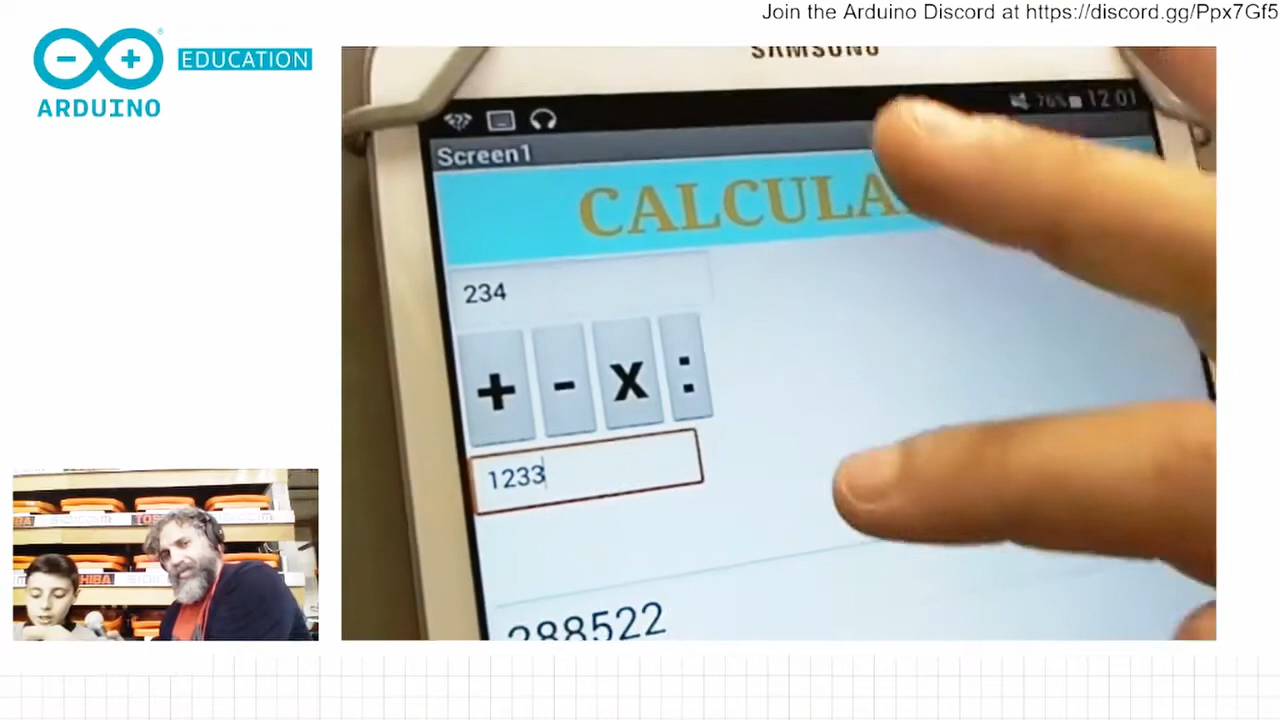 Join the Arduino Discord at https://discord.gg/Ppx7Gf5
EDUCATION
ARDUINO
SAMSUNG
76% 12:01
Screen1
CALCULA
234
+ - x :
1233
288522